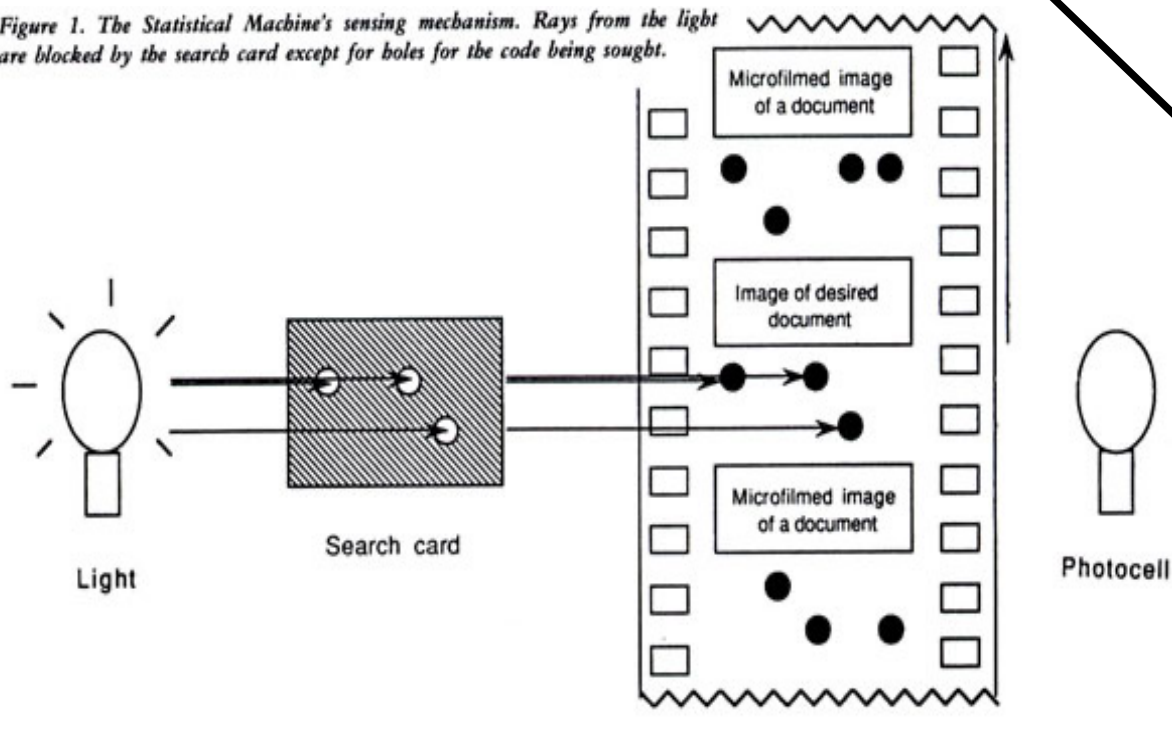 Figure 1. The Statistical Machine's sensing mechanism. Rays from the light
are blocked by the search card except for holes for the code being sought.
Microfilmed image
of a document
Image of desired
document
Microfilmed image
of a document
Light
Search card
Photocell